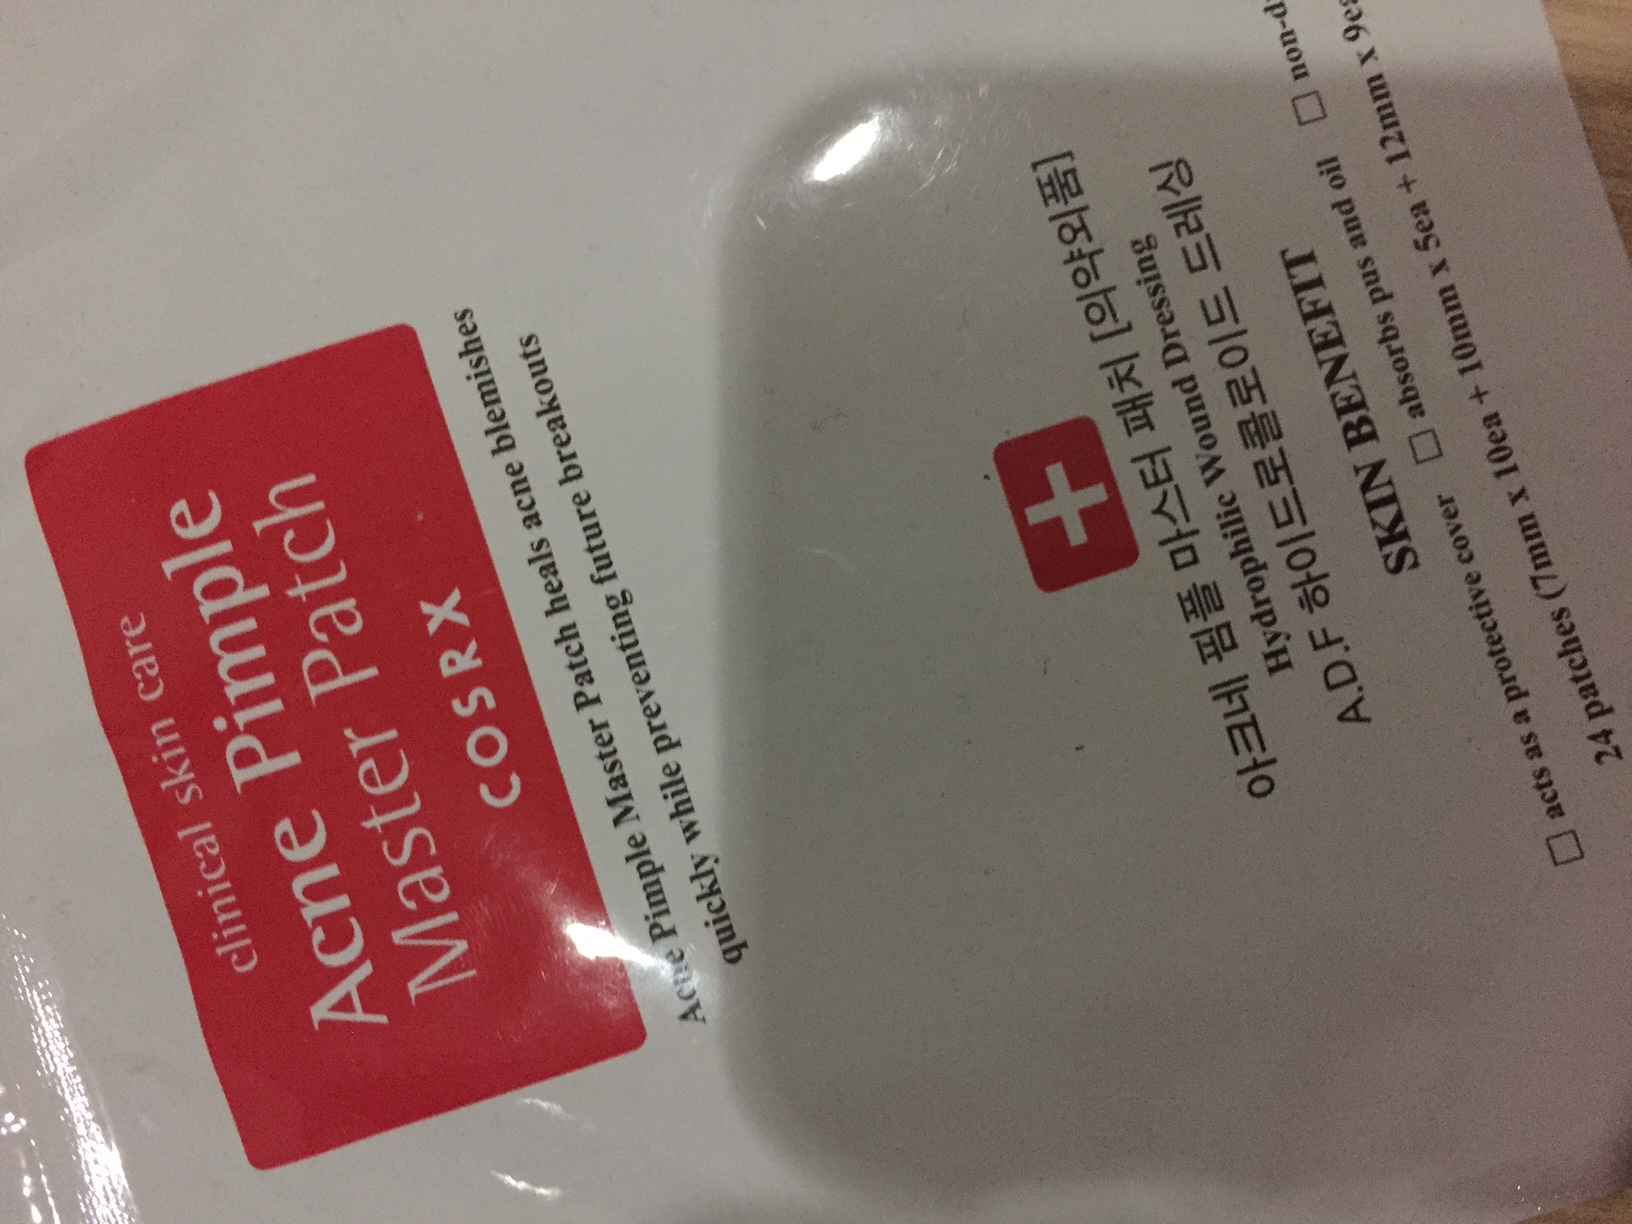 clinical skin care
Acne Pimple
Master Patch
COSRX
Acne Pimple Master Patch heals acne blemishes
quickly while preventing future breakouts
아크네 핌플 마스터 패치 [의약외품]
Hydrophilic Wound Dressing
A.D.F 하이드로콜로이드 드레싱
SKIN BENEFIT
acts as a protective cover absorbs pus and oil
24 patches (7mm x 10ea + 10mm x 5ea + 12mm x 9ea